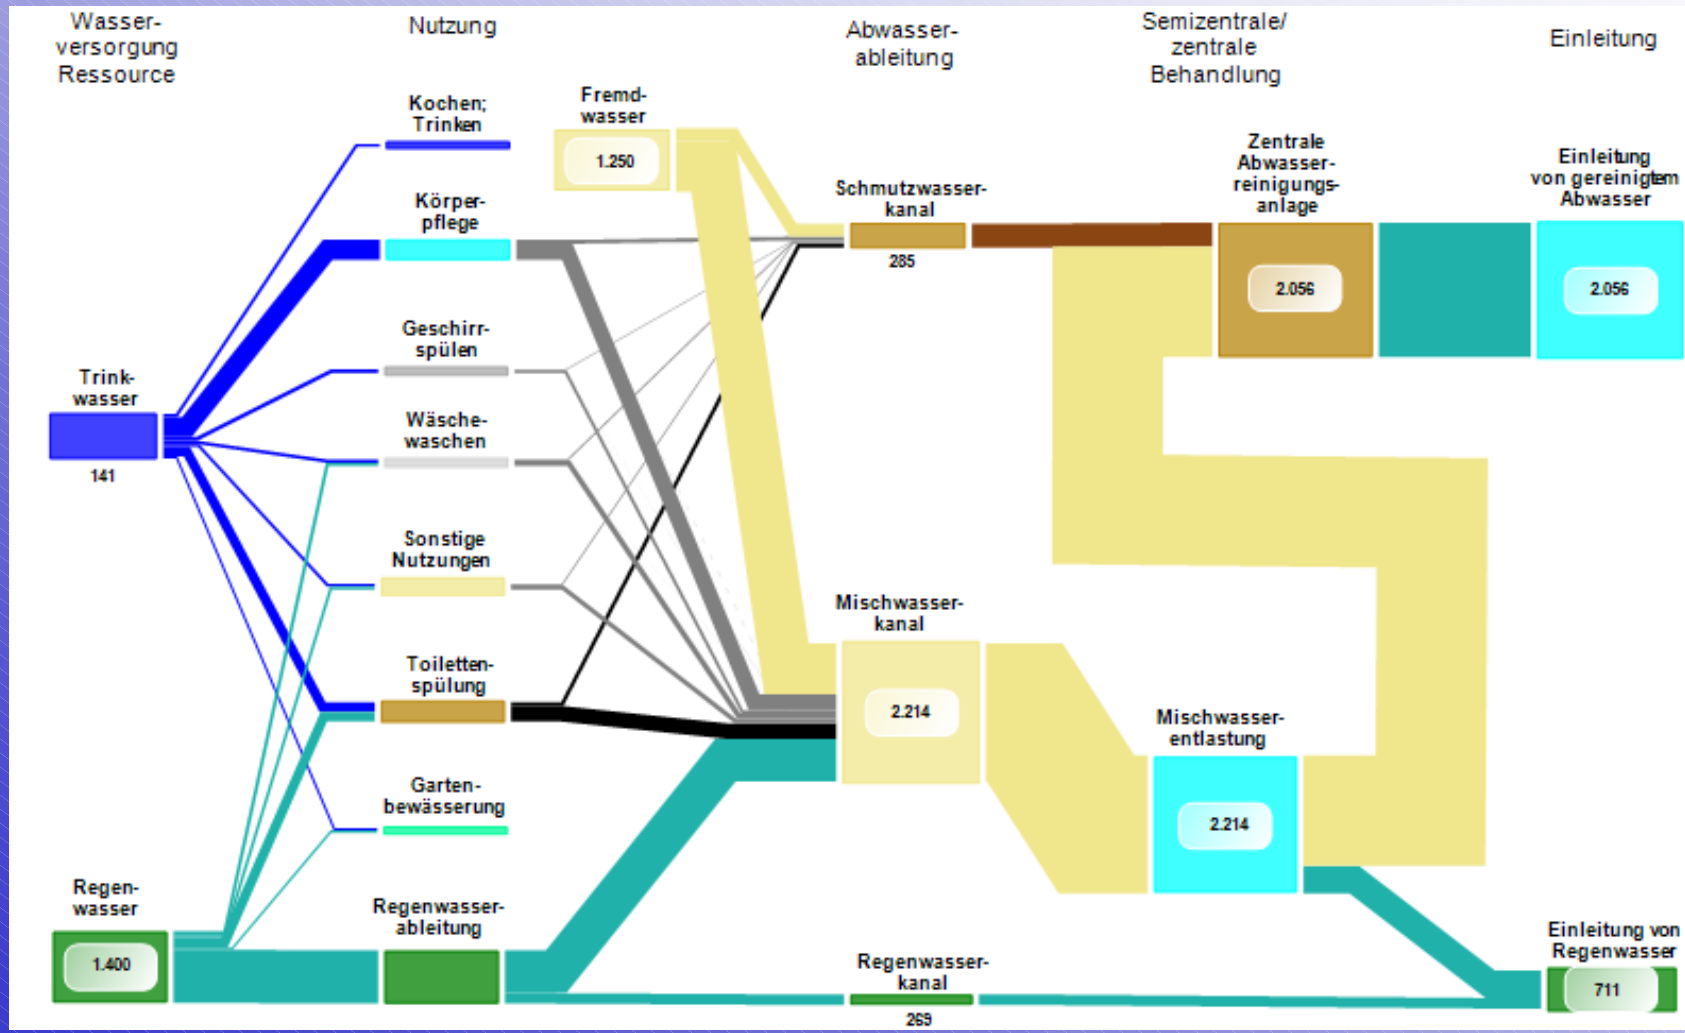 Wasser-
versorgung
Ressource
Nutzung
Abwasser-
ableitung
Semizentrale/
zentrale
Behandlung
Einleitung
Kochen;
Trinken
Fremd-
wasser
1.250
Körper-
pflege
Schmutzwasser-
kanal
285
Zentrale
Abwasser-
reinigungs-
anlage
2.056
Einleitung
von gereinigtem
Abwasser
2.056
Geschirr-
spülen
Trink-
wasser
141
Wäsche-
waschen
Sonstige
Nutzungen
Toiletten-
spülung
Mischwasser-
kanal
2.214
Mischwasser-
entlastung
2.214
Garten-
bewässerung
Regen-
wasser
1.400
Regenwasser-
ableitung
Regenwasser-
kanal
269
Einleitung von
Regenwasser
711